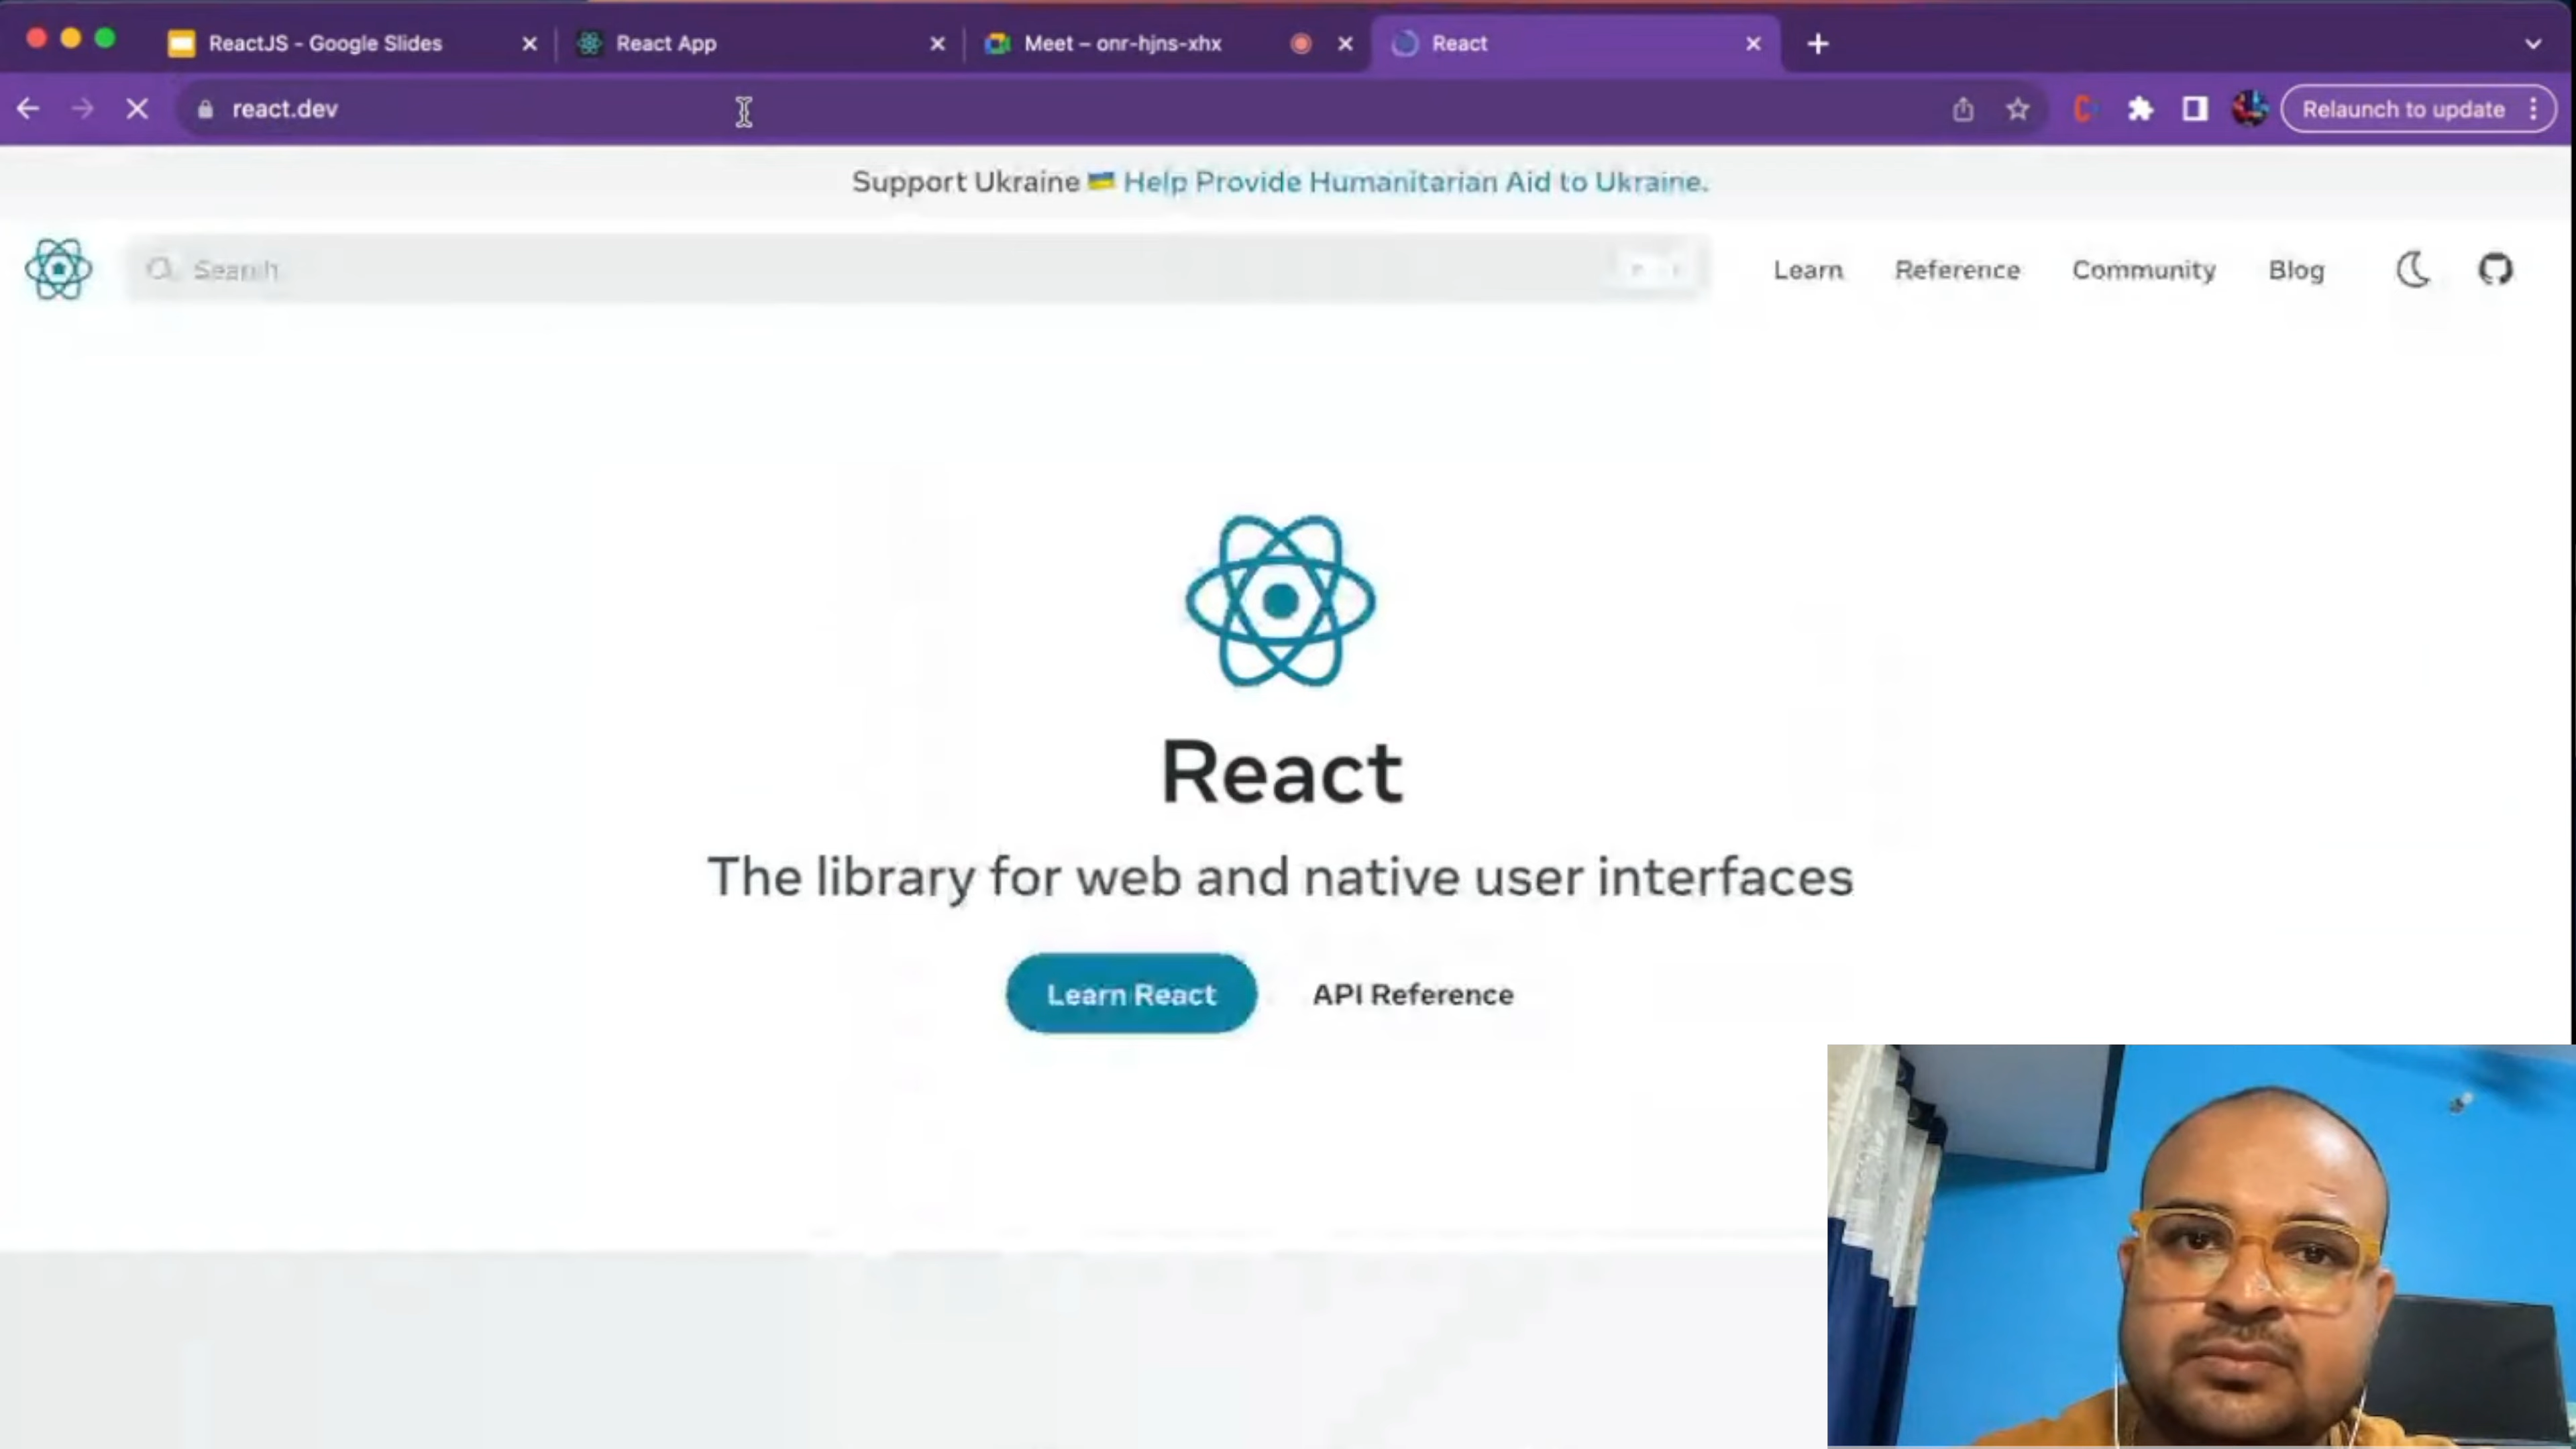 ReactJS - Google Slides
React App
Meet – onr-hjns-xhx
React
react.dev
Relaunch to update
Support Ukraine Help Provide Humanitarian Aid to Ukraine.
Search
Learn
Reference
Community
Blog
React
The library for web and native user interfaces
Learn React
API Reference